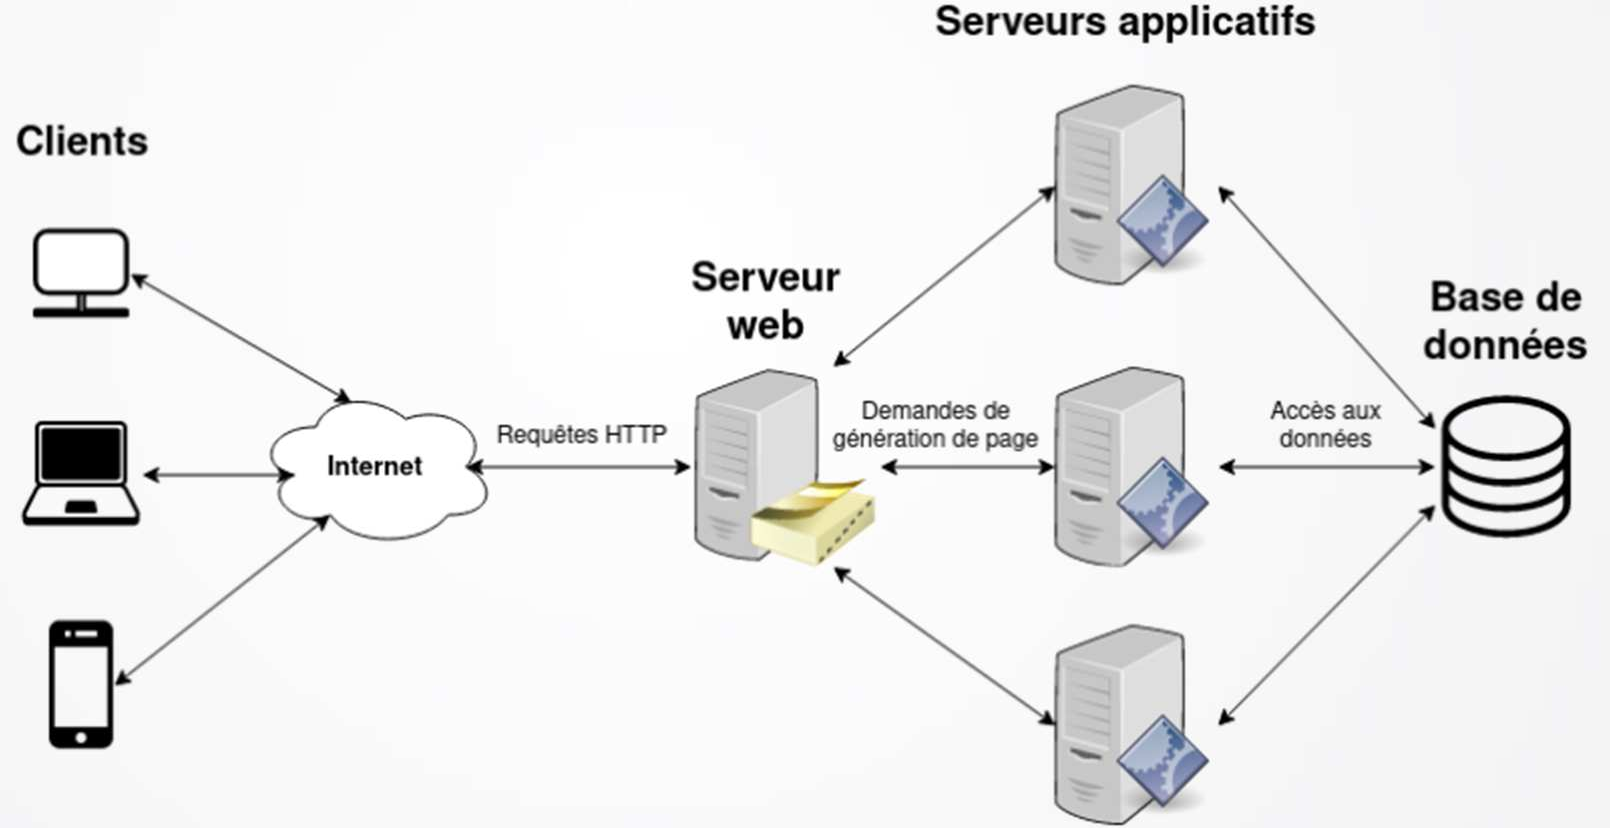 Serveurs applicatifs
Clients
Serveur
web
Base de
données
Internet
Requêtes HTTP
Demandes de
génération de page
Accès aux
données